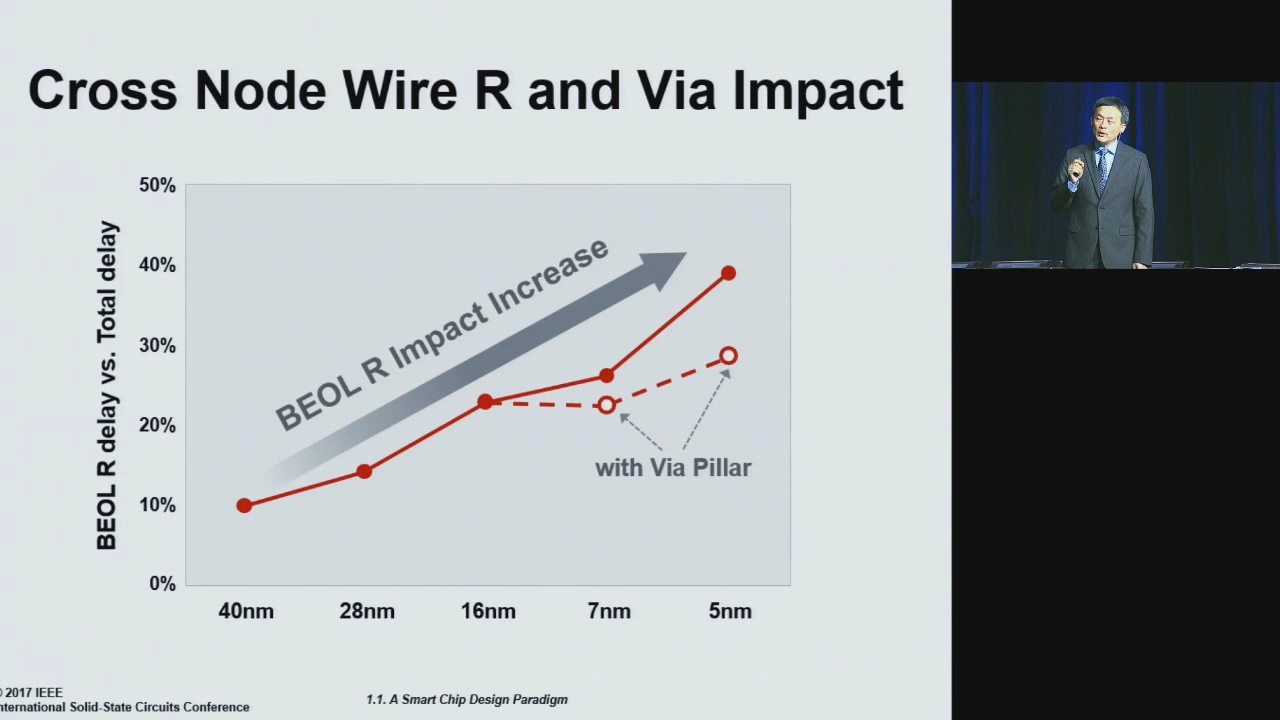 Cross Node Wire R and Via Impact
BEOL R delay vs. Total delay
50%
40%
30%
20%
10%
0%
BEOL R Impact Increase
with Via Pillar
40nm 28nm 16nm 7nm 5nm
© 2017 IEEE
nternational Solid-State Circuits Conference
1.1. A Smart Chip Design Paradigm